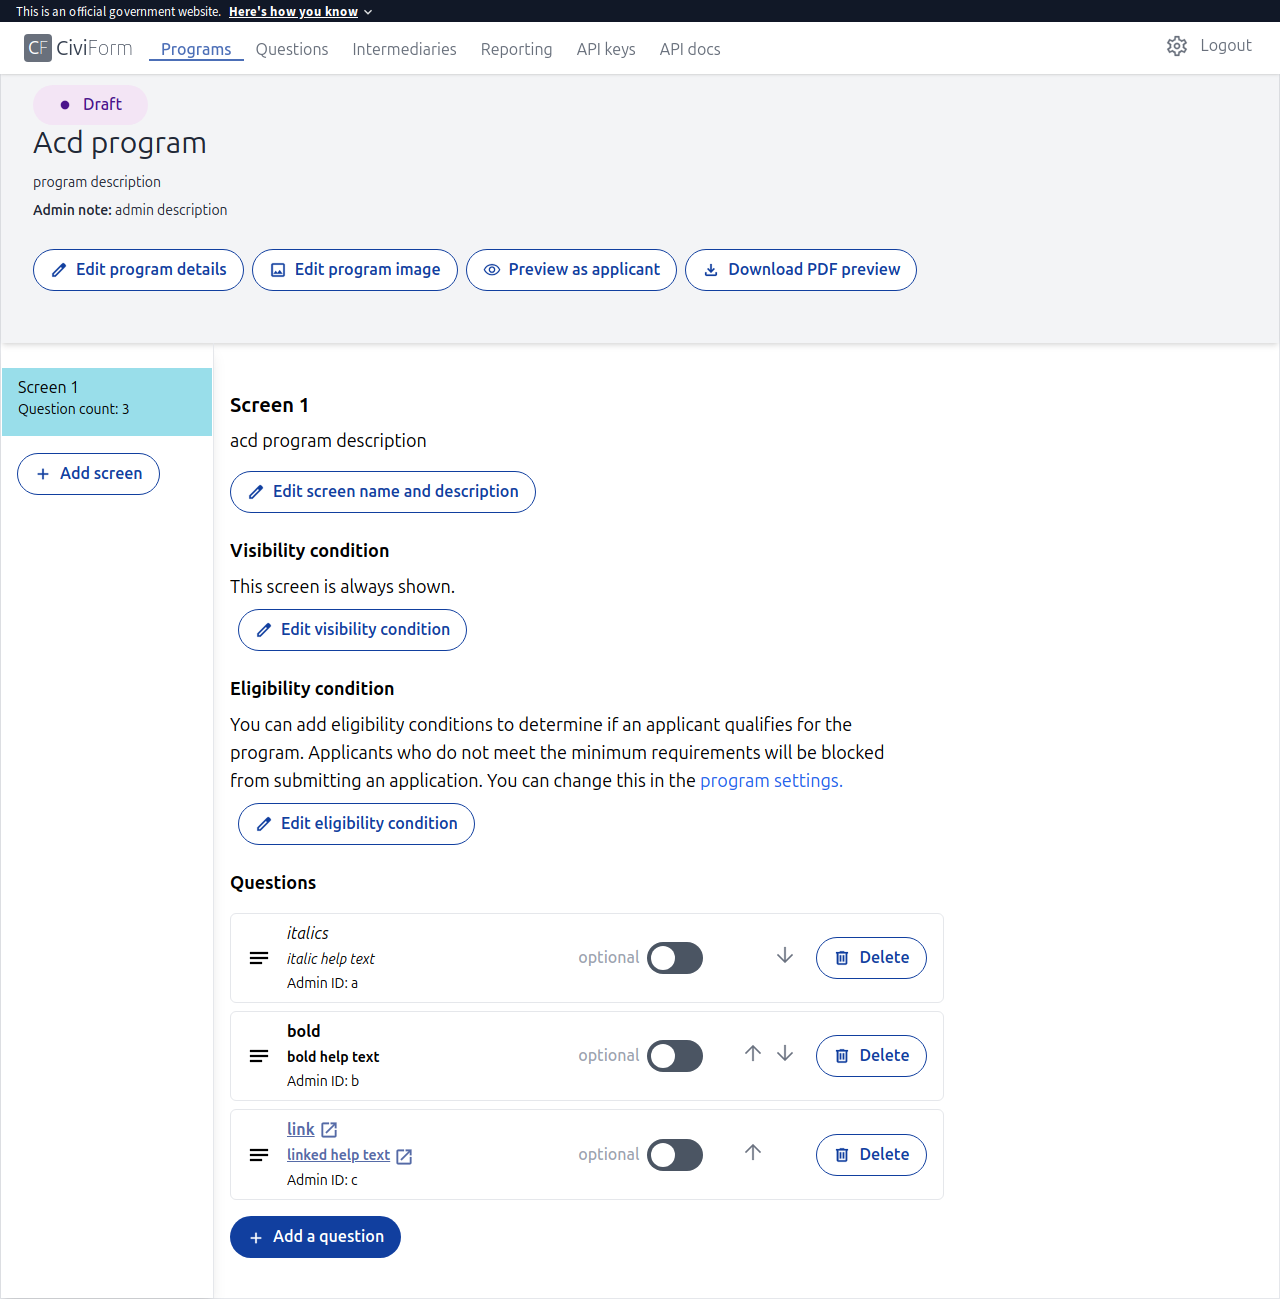 This is an official government website. Here's how you know
CF CiviForm Programs Questions Intermediaries Reporting API keys API docs Logout
Draft
Acd program
program description
Admin note: admin description
Edit program details Edit program image Preview as applicant Download PDF preview
Screen 1
Question count: 3
Add screen
Screen 1
acd program description
Edit screen name and description
Visibility condition
This screen is always shown.
Edit visibility condition
Eligibility condition
You can add eligibility conditions to determine if an applicant qualifies for the
program. Applicants who do not meet the minimum requirements will be blocked
from submitting an application. You can change this in the program settings.
Edit eligibility condition
Questions
italics
italic help text
Admin ID: a
optional
Delete
bold
bold help text
Admin ID: b
optional
Delete
link
linked help text
Admin ID: c
optional
Delete
Add a question